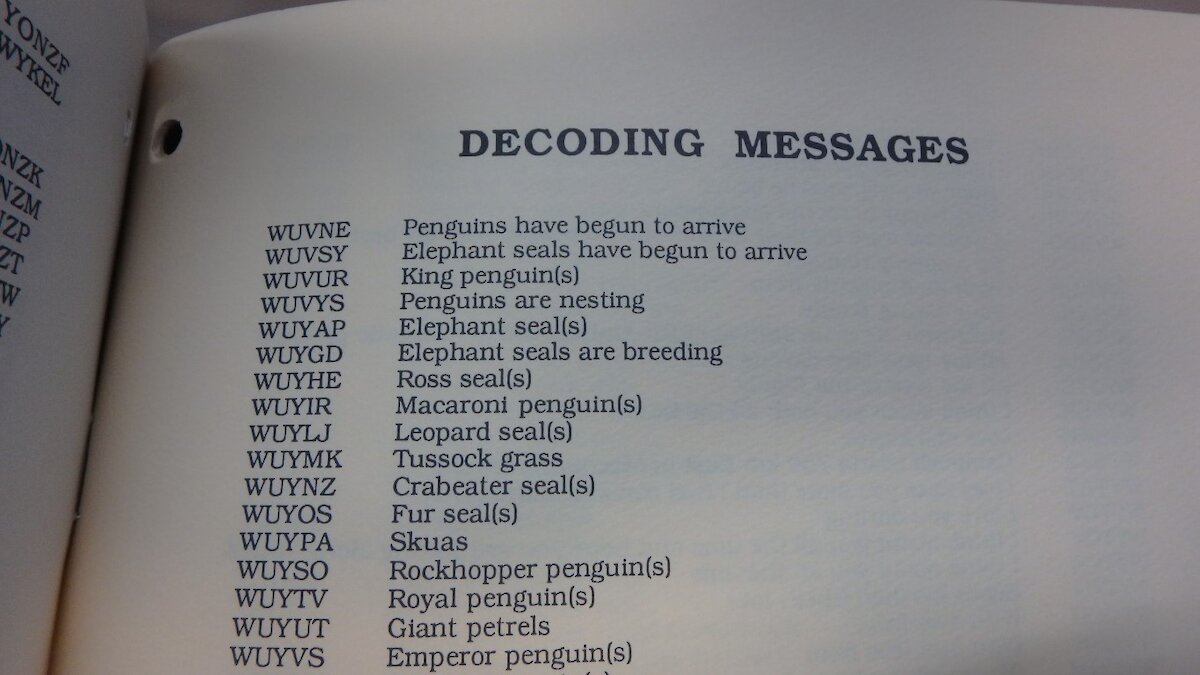 YONZF
WYKEL
DECODING MESSAGES
WUVNE Penguins have begun to arrive
WUVSY Elephant seals have begun to arrive
WUVUR King penguin(s)
WUVYS Penguins are nesting
WUYAP Elephant seal(s)
WUYGD Elephant seals are breeding
WUYHE Ross seal(s)
WUYIR Macaroni penguin(s)
WUYLJ Leopard seal(s)
WUYMK Tussock grass
WUYNZ Crabeater seal(s)
WUYOS Fur seal(s)
WUYPA Skuas
WUYSO Rockhopper penguin(s)
WUYTV Royal penguin(s)
WUYUT Giant petrels
WUYVS Emperor penguin(s)